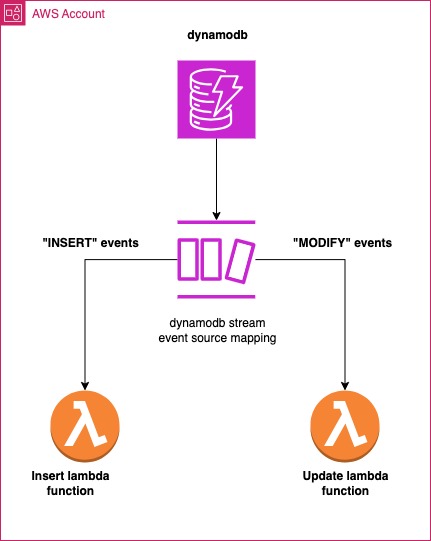 AWS Account
dynamodb
"INSERT" events
"MODIFY" events
dynamodb stream
event source mapping
Insert lambda
function
Update lambda
function